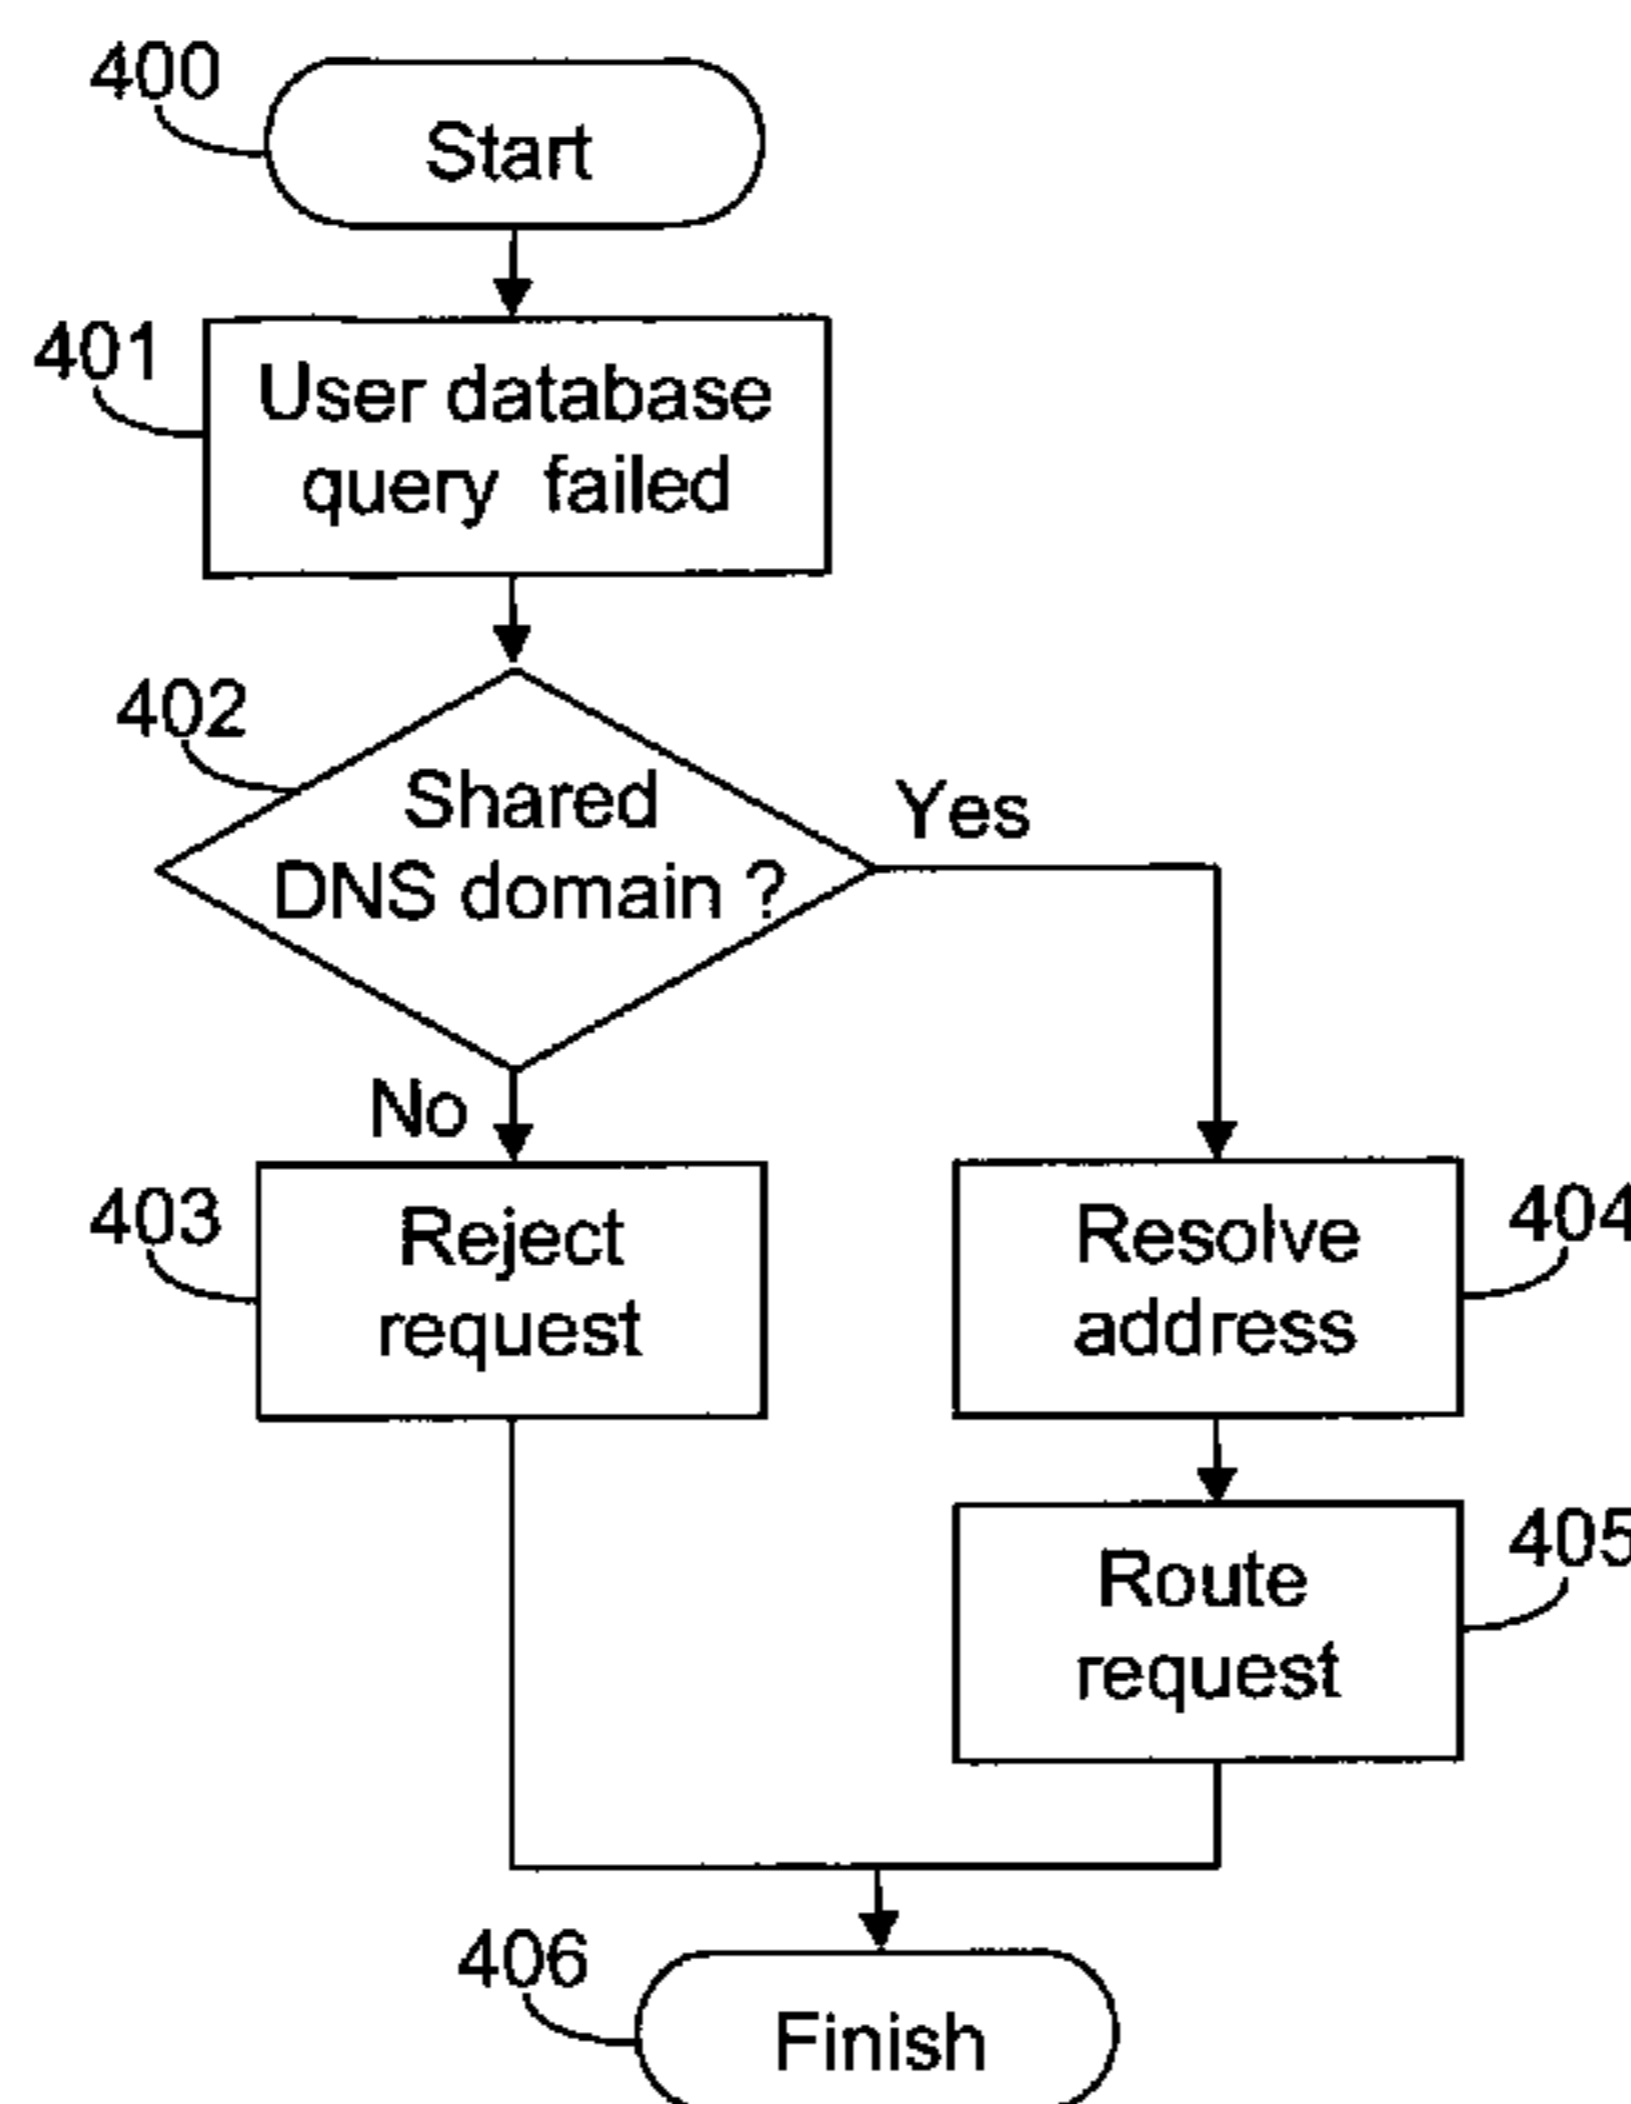 400
Start
401
User database
query failed
402
Shared
DNS domain ?
Yes
No
403
Reject
request
Resolve
address
404
Route
request
405
406
Finish